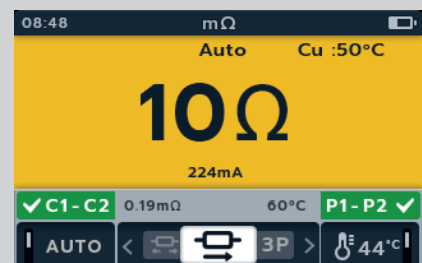 08:48 mΩ
Auto Cu :50°C
10Ω
224mA
C1-C2 0.19mΩ 60°C P1-P2
AUTO < 3P > 44°C